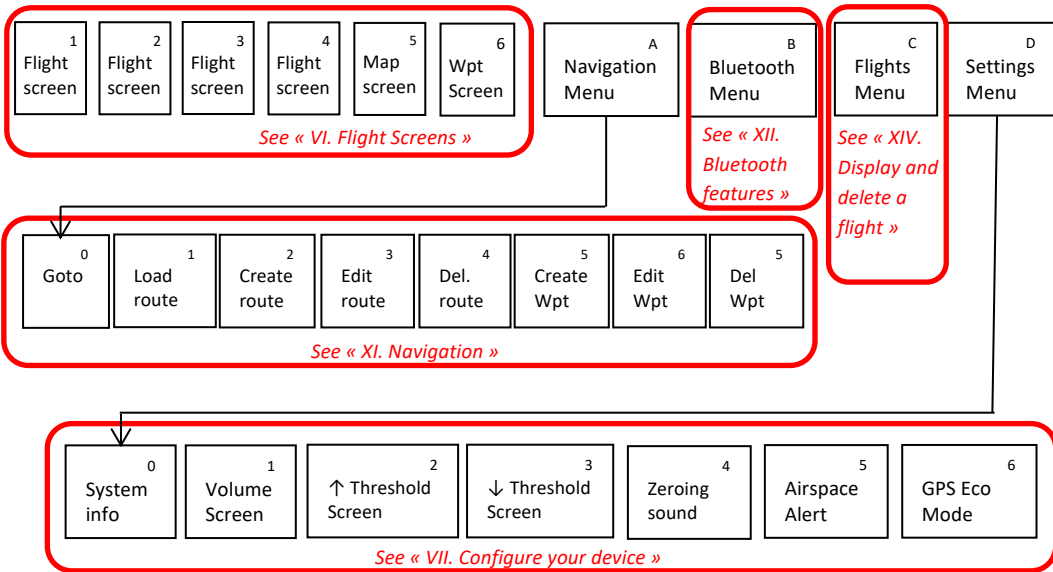 1
Flight
screen
2
Flight
screen
3
Flight
screen
4
Flight
screen
5
Map
screen
6
Wpt
Screen
See « VI. Flight Screens »
A
Navigation
Menu
B
Bluetooth
Menu
See « XII.
Bluetooth
features »
C
Flights
Menu
See « XIV.
Display and
delete a
flight »
D
Settings
Menu
0
Goto
1
Load
route
2
Create
route
3
Edit
route
4
Del.
route
5
Create
Wpt
6
Edit
Wpt
5
Del
Wpt
See « XI. Navigation »
0
System
info
1
Volume
Screen
2
↑ Threshold
Screen
3
↓ Threshold
Screen
4
Zeroing
sound
5
Airspace
Alert
6
GPS Eco
Mode
See « VII. Configure your device »